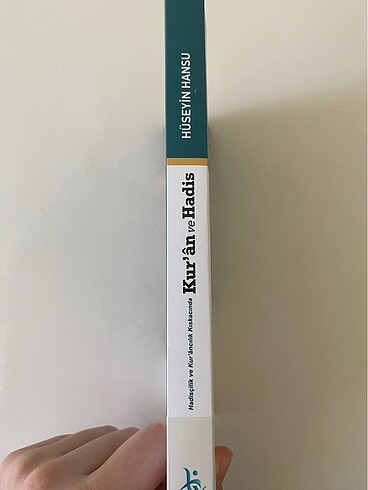 HÜSEYİN HANSU
Hadisçilik ve Kur'âncılık Kıskacında
Kur'ân ve Hadis